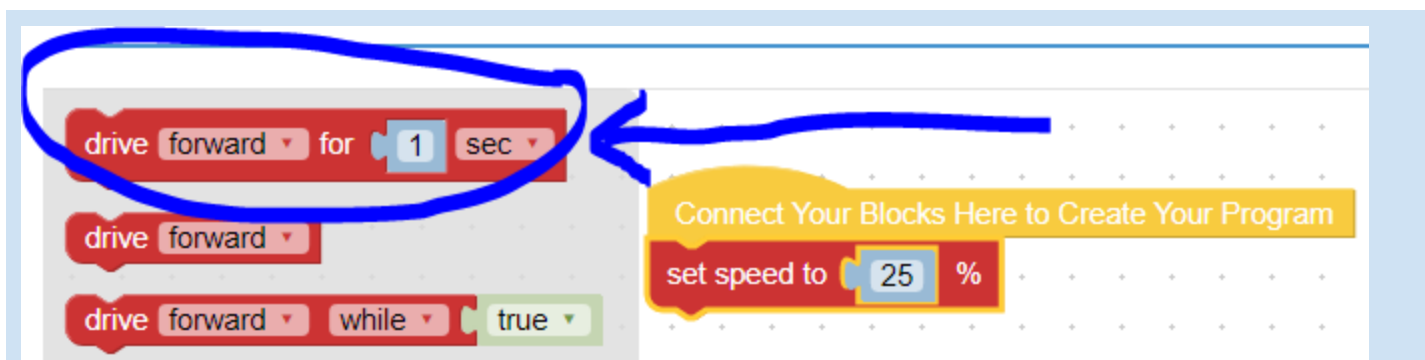 drive forward for 1 sec
drive forward
drive forward while true
Connect Your Blocks Here to Create Your Program
set speed to 25 %